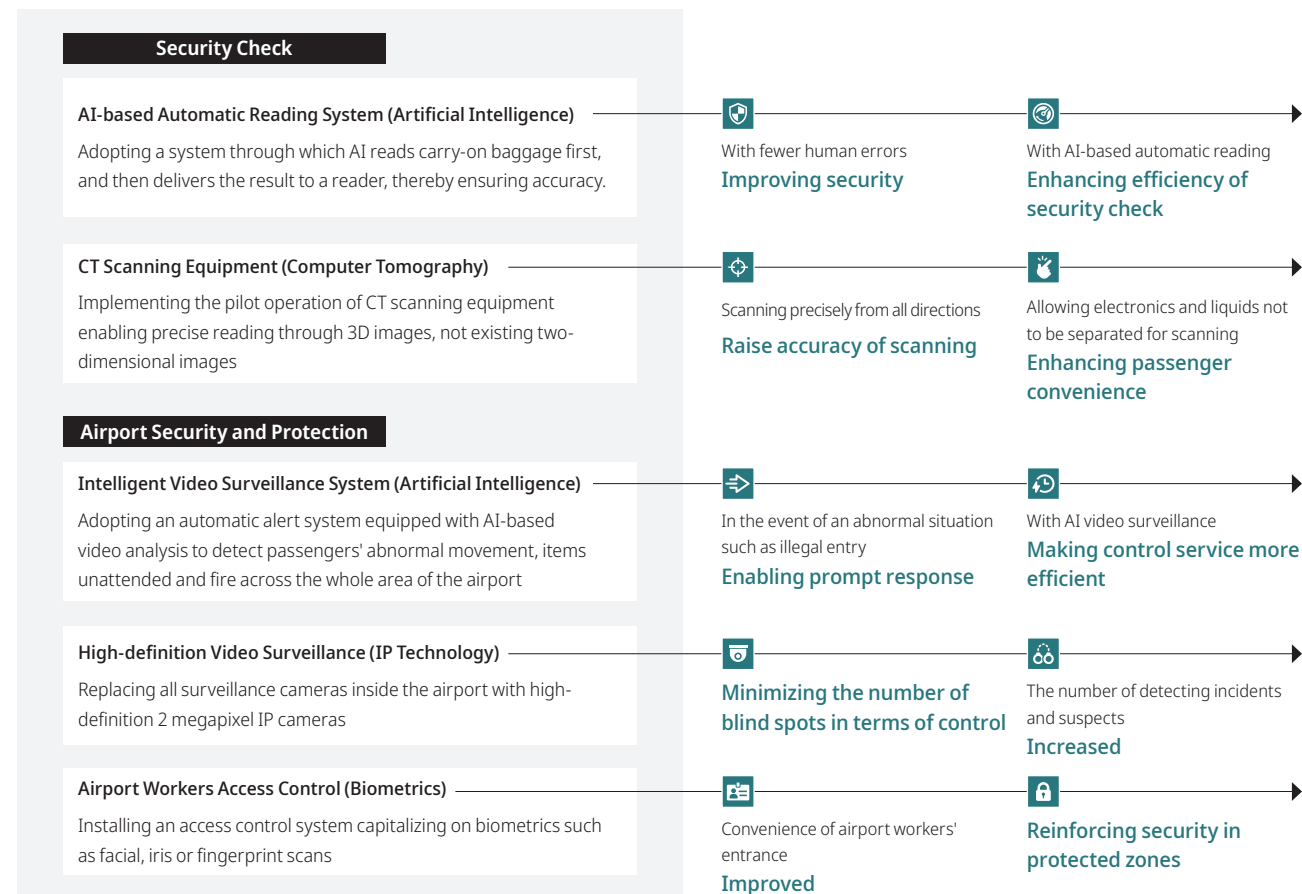 Security Check
AI-based Automatic Reading System (Artificial Intelligence)
Adopting a system through which AI reads carry-on baggage first,
and then delivers the result to a reader, thereby ensuring accuracy.
With fewer human errors
Improving security
With AI-based automatic reading
Enhancing efficiency of
security check
CT Scanning Equipment (Computer Tomography)
Implementing the pilot operation of CT scanning equipment
enabling precise reading through 3D images, not existing two-
dimensional images
Scanning precisely from all directions
Raise accuracy of scanning
Allowing electronics and liquids not
to be separated for scanning
Enhancing passenger
convenience
Airport Security and Protection
Intelligent Video Surveillance System (Artificial Intelligence)
Adopting an automatic alert system equipped with AI-based
video analysis to detect passengers' abnormal movement, items
unattended and fire across the whole area of the airport
In the event of an abnormal situation
such as illegal entry
Enabling prompt response
With AI video surveillance
Making control service more
efficient
High-definition Video Surveillance (IP Technology)
Replacing all surveillance cameras inside the airport with high-
definition 2 megapixel IP cameras
Minimizing the number of
blind spots in terms of control
The number of detecting incidents
and suspects
Increased
Airport Workers Access Control (Biometrics)
Installing an access control system capitalizing on biometrics such
as facial, iris or fingerprint scans
Convenience of airport workers'
entrance
Improved
Reinforcing security in
protected zones